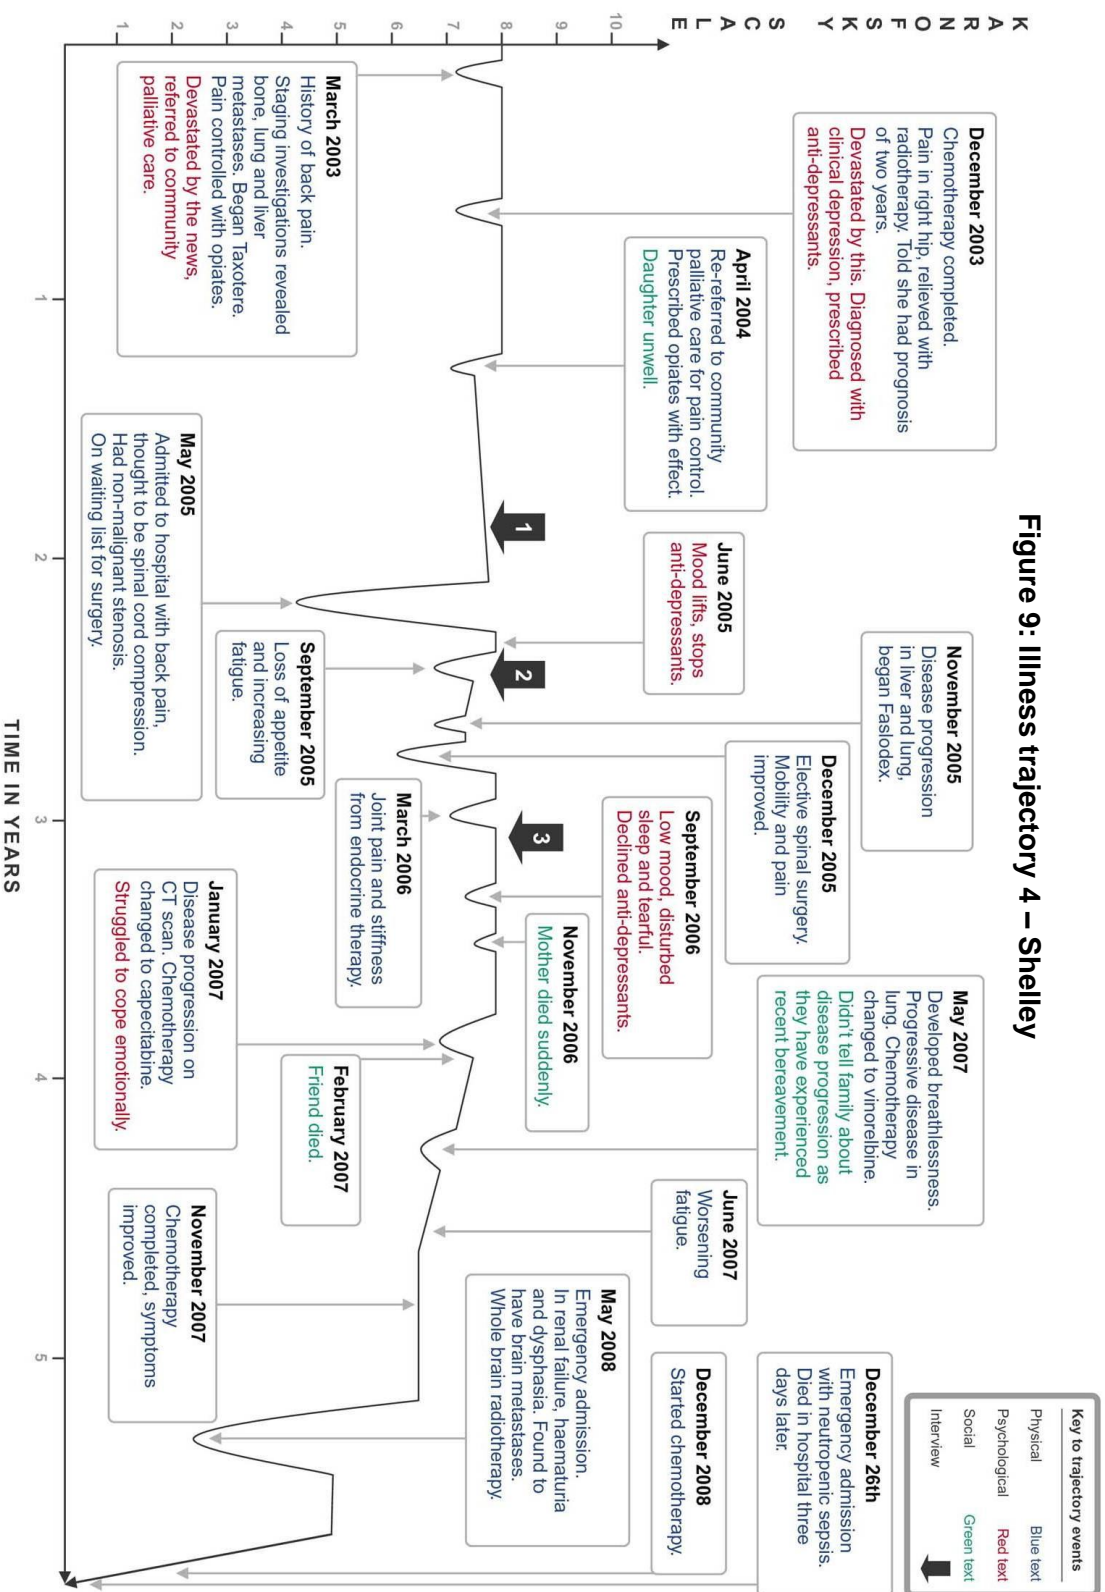 Figure 9: Illness trajectory 4 – Shelley
KARNOFSKY
SCALE
10
9
8
7
6
5
4
3
2
1
1
2
3
4
5
TIME IN YEARS
Key to trajectory events
Physical Blue text
Psychological Red text
Social Green text
Interview
December 2003
Chemotherapy completed.
Pain in right hip, relieved with
radiotherapy. Told she had prognosis
of two years.
Devastated by this. Diagnosed with
clinical depression, prescribed
anti-depressants.
April 2004
Re-referred to community
palliative care for pain control.
Prescribed opiates with effect.
Daughter unwell.
June 2005
Mood lifts, stops
anti-depressants.
November 2005
Disease progression
in liver and lung,
began Faslodex.
December 2005
Elective spinal surgery.
Mobility and pain
improved.
September 2006
Low mood, disturbed
sleep and tearful.
Declined anti-depressants.
November 2006
Mother died suddenly.
May 2007
Developed breathlessness.
Progressive disease in
lung. Chemotherapy
changed to vinorelbine.
Didn't tell family about
disease progression as
they have experienced
recent bereavement.
June 2007
Worsening
fatigue.
May 2008
Emergency admission.
In renal failure, haematuria
and dysphasia. Found to
have brain metastases.
Whole brain radiotherapy.
December 2008
Started chemotherapy.
December 26th
Emergency admission
with neutropenic sepsis.
Died in hospital three
days later.
1
2
3
March 2003
History of back pain.
Staging investigations revealed
bone, lung and liver
metastases. Began Taxotere.
Pain controlled with opiates.
Devastated by the news,
referred to community
palliative care.
May 2005
Admitted to hospital with back pain,
thought to be spinal cord compression.
Had non-malignant stenosis.
On waiting list for surgery.
September 2005
Loss of appetite
and increasing
fatigue.
March 2006
Joint pain and stiffness
from endocrine therapy.
January 2007
Disease progression on
CT scan. Chemotherapy
changed to capecitabine.
Struggled to cope emotionally.
February 2007
Friend died.
November 2007
Chemotherapy
completed, symptoms
improved.